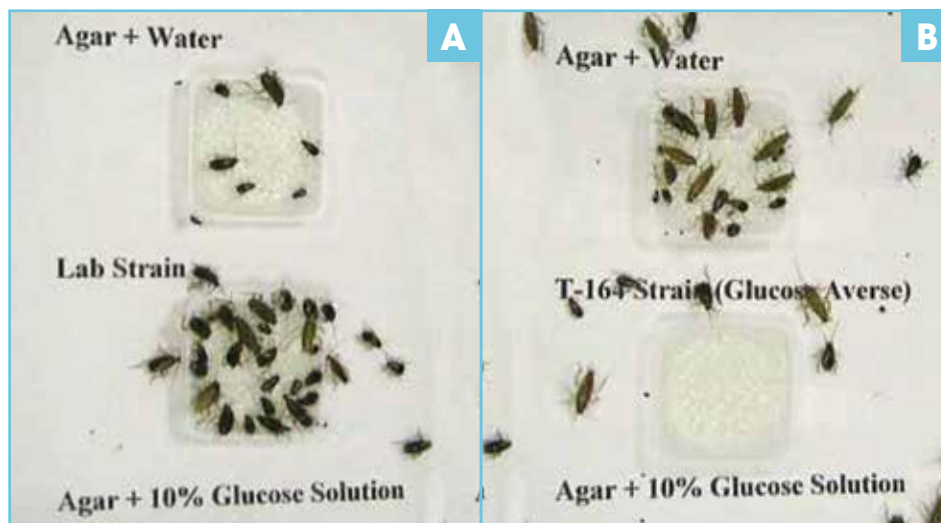 Agar + Water
A
Lab Strain
Agar + 10% Glucose Solution
B
Agar + Water
T-164 Strain (Glucose Averse)
Agar + 10% Glucose Solution